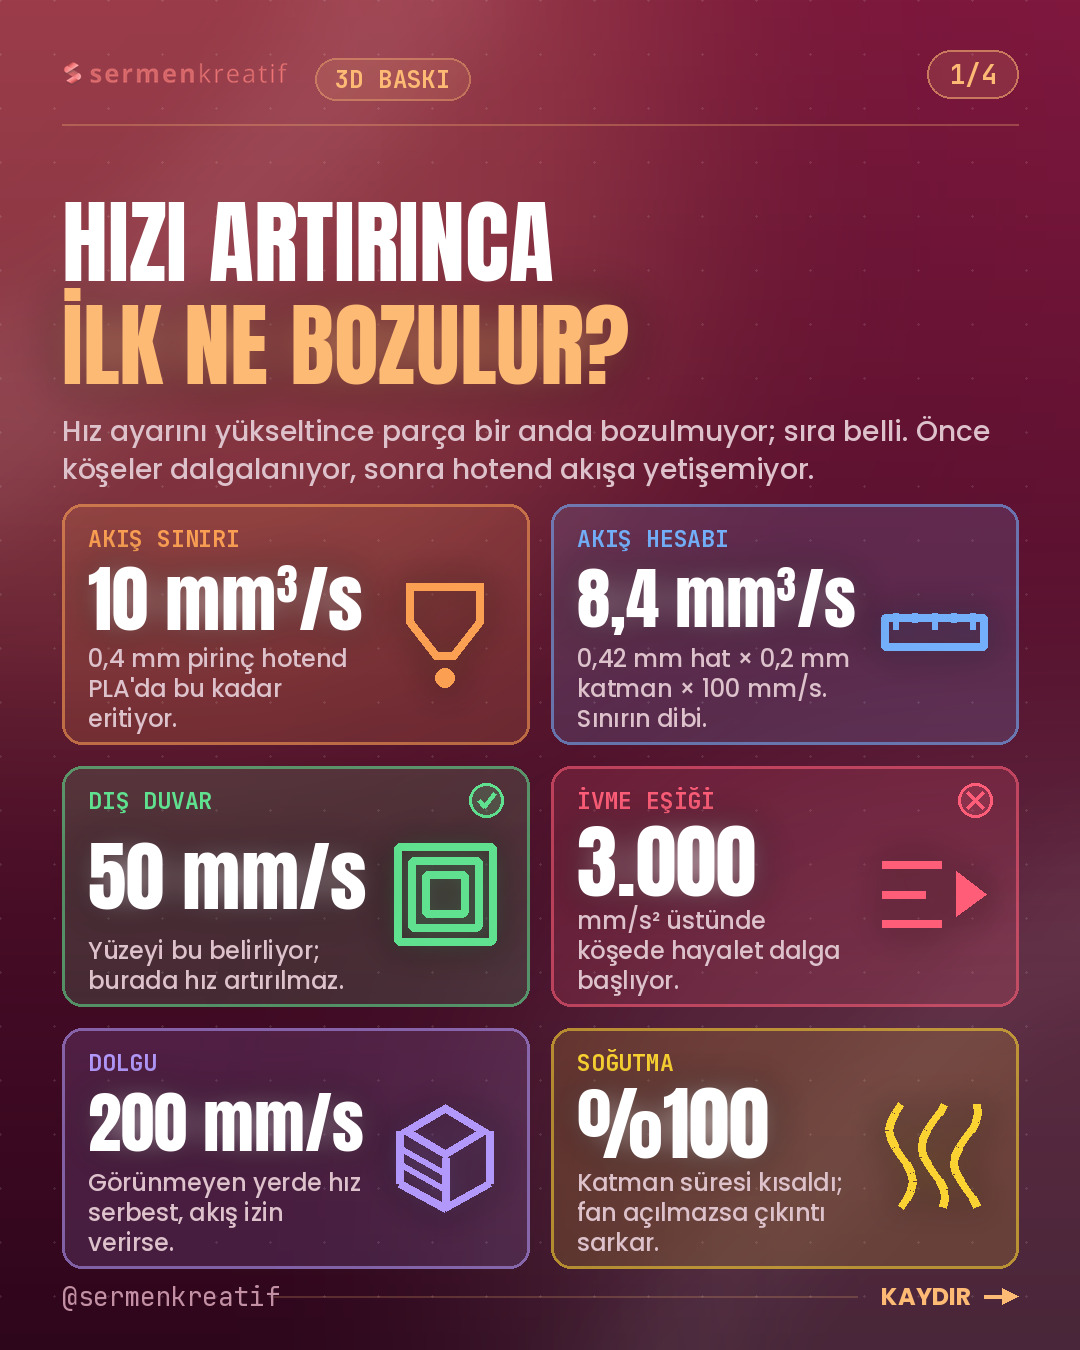 sermenkreatif
3D BASKI
1/4
HIZI ARTIRINCA
İLK NE BOZULUR?
Hız ayarını yükseltince parça bir anda bozulmuyor; sıra belli. Önce
köşeler dalgalanıyor, sonra hotend akışa yetişemiyor.
AKIŞ SINIRI
10 mm³/s
0,4 mm pirinç hotend
PLA'da bu kadar
eritiyor.
AKIŞ HESABI
8,4 mm³/s
0,42 mm hat × 0,2 mm
katman × 100 mm/s.
Sınırın dibi.
DIŞ DUVAR
50 mm/s
Yüzeyi bu belirliyor;
burada hız artırılmaz.
İVME EŞİĞİ
3.000
mm/s² üstünde
köşede hayalet dalga
başlıyor.
DOLGU
200 mm/s
Görünmeyen yerde hız
serbest, akış izin
verirse.
SOĞUTMA
%100
Katman süresi kısaldı;
fan açılmazsa çıkıntı
sarkar.
@sermenkreatif
KAYDIR